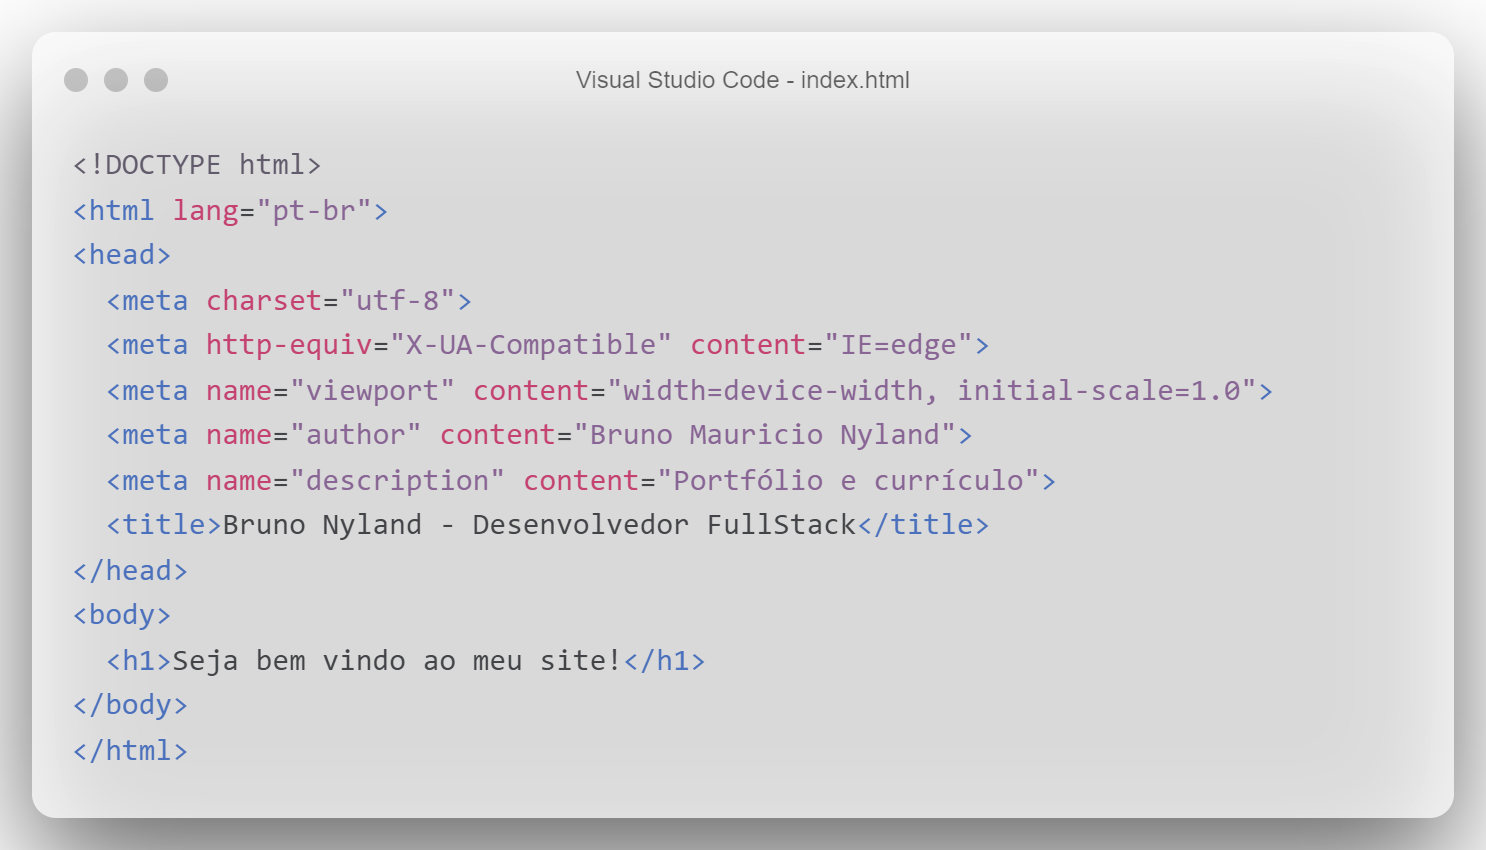 Visual Studio Code - index.html
<!DOCTYPE html>
<html lang="pt-br">
<head>
  <meta charset="utf-8">
  <meta http-equiv="X-UA-Compatible" content="IE=edge">
  <meta name="viewport" content="width=device-width, initial-scale=1.0">
  <meta name="author" content="Bruno Mauricio Nyland">
  <meta name="description" content="Portfólio e currículo">
  <title>Bruno Nyland - Desenvolvedor FullStack</title>
</head>
<body>
  <h1>Seja bem vindo ao meu site!</h1>
</body>
</html>